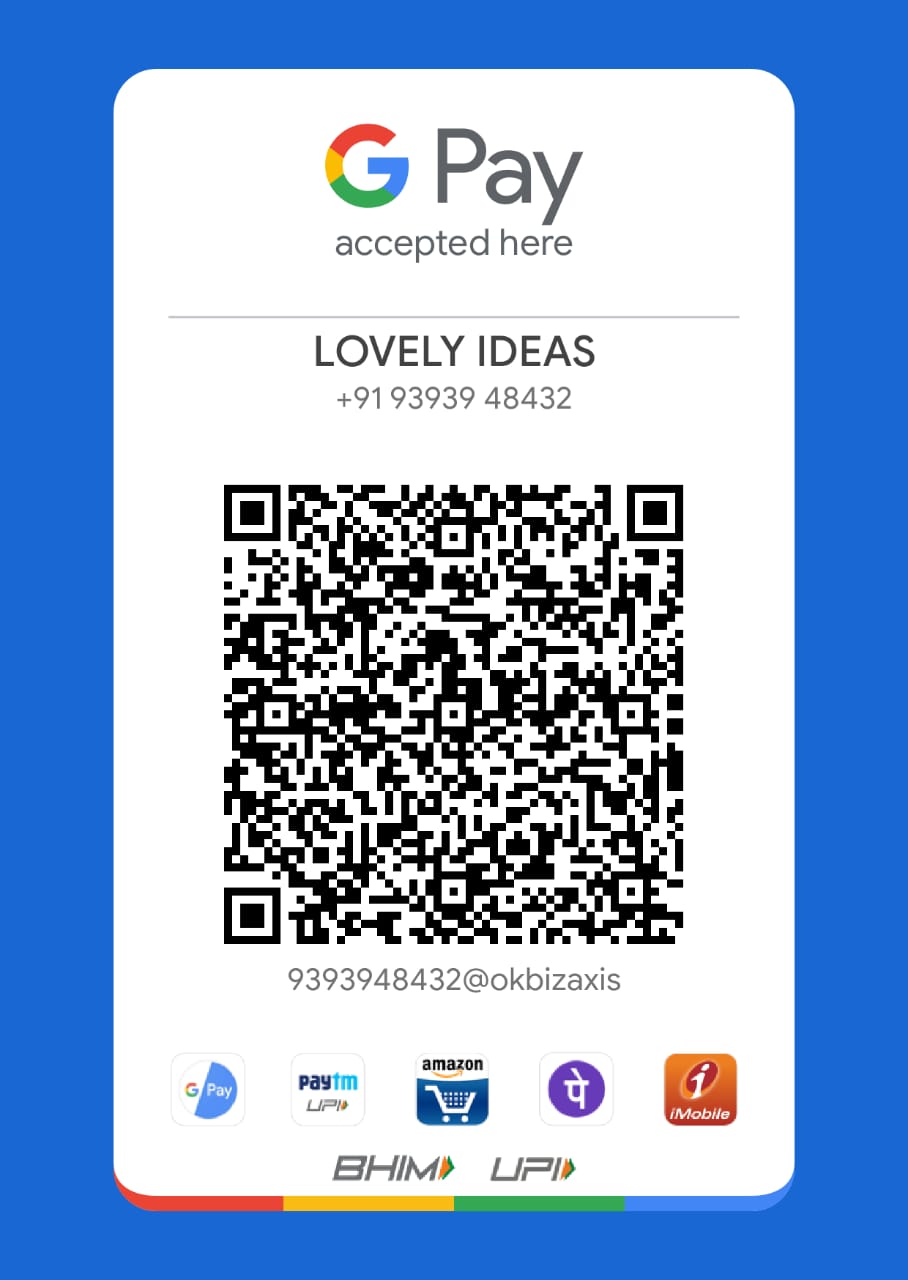 G Pay
accepted here
LOVELY IDEAS
+91 93939 48432
9393948432@okbizaxis
G Pay
paytm
UPI
amazon
पे
i
iMobile
BHIM UPI